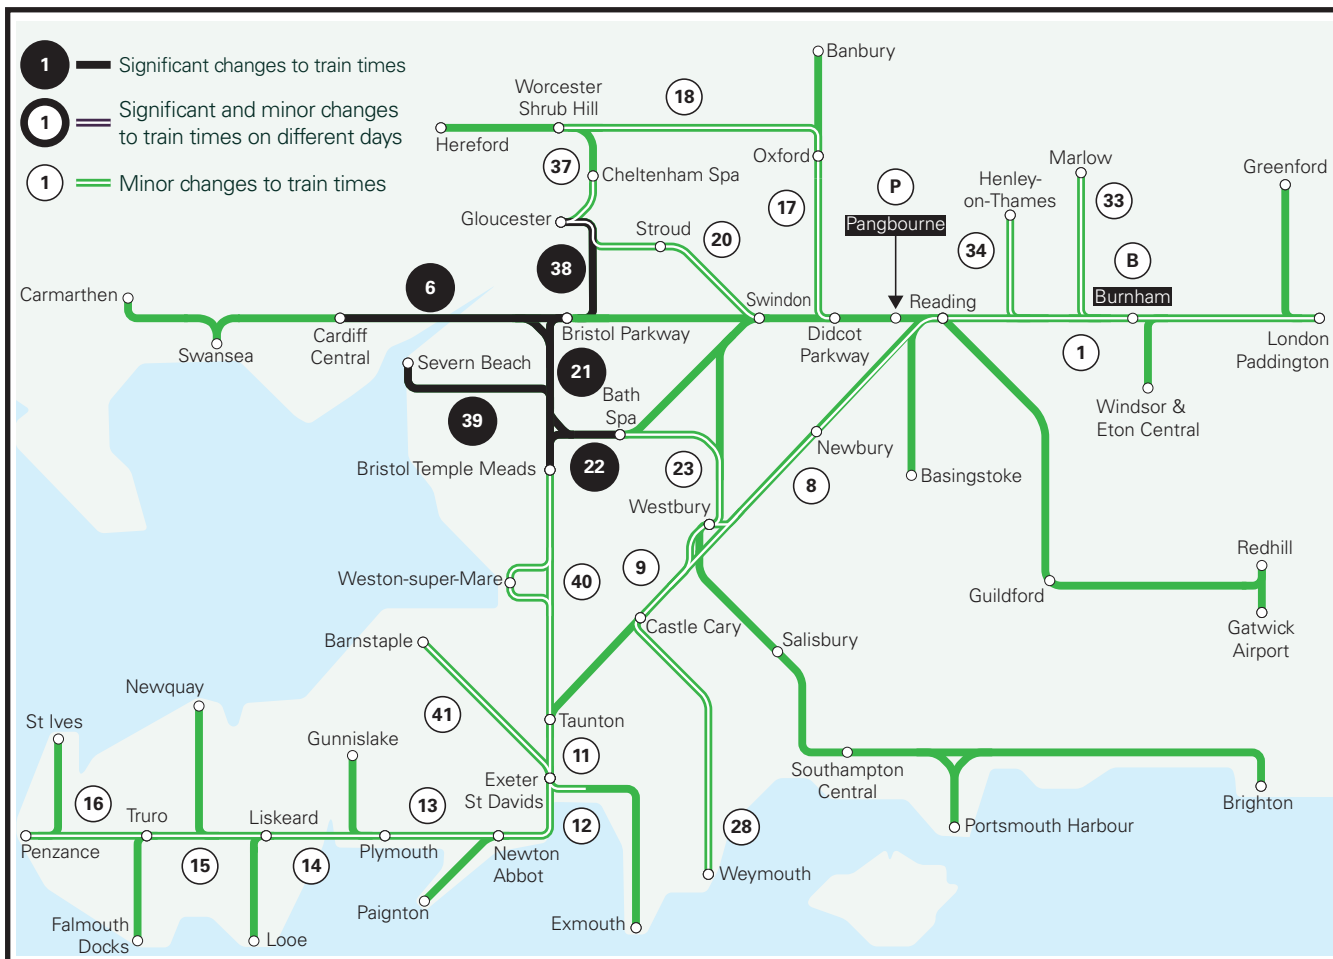 1 Significant changes to train times
1 Significant and minor changes
to train times on different days
1 Minor changes to train times
Banbury
Worcester
Shrub Hill
18
Hereford
37
Cheltenham Spa
Oxford
Marlow
Greenford
Henley-
on-Thames
P
33
Pangbourne
17
34
Gloucester
Stroud
20
B
Burnham
38
6
Carmarthen
Swansea
Cardiff
Central
Bristol Parkway
Swindon
Didcot
Parkway
Reading
1
London
Paddington
Severn Beach
21
Bath
Spa
39
Windsor &
Eton Central
Newbury
Bristol Temple Meads
22
23
8
Basingstoke
Westbury
Weston-super-Mare
40
9
Redhill
Guildford
Castle Cary
Gatwick
Airport
Barnstaple
Salisbury
Newquay
41
Taunton
St Ives
Gunnislake
11
Exeter
St Davids
Southampton
Central
Brighton
16
Truro
Liskeard
13
12
28
Portsmouth Harbour
Penzance
15
14
Plymouth
Newton
Abbot
Weymouth
Paignton
Falmouth
Docks
Looe
Exmouth